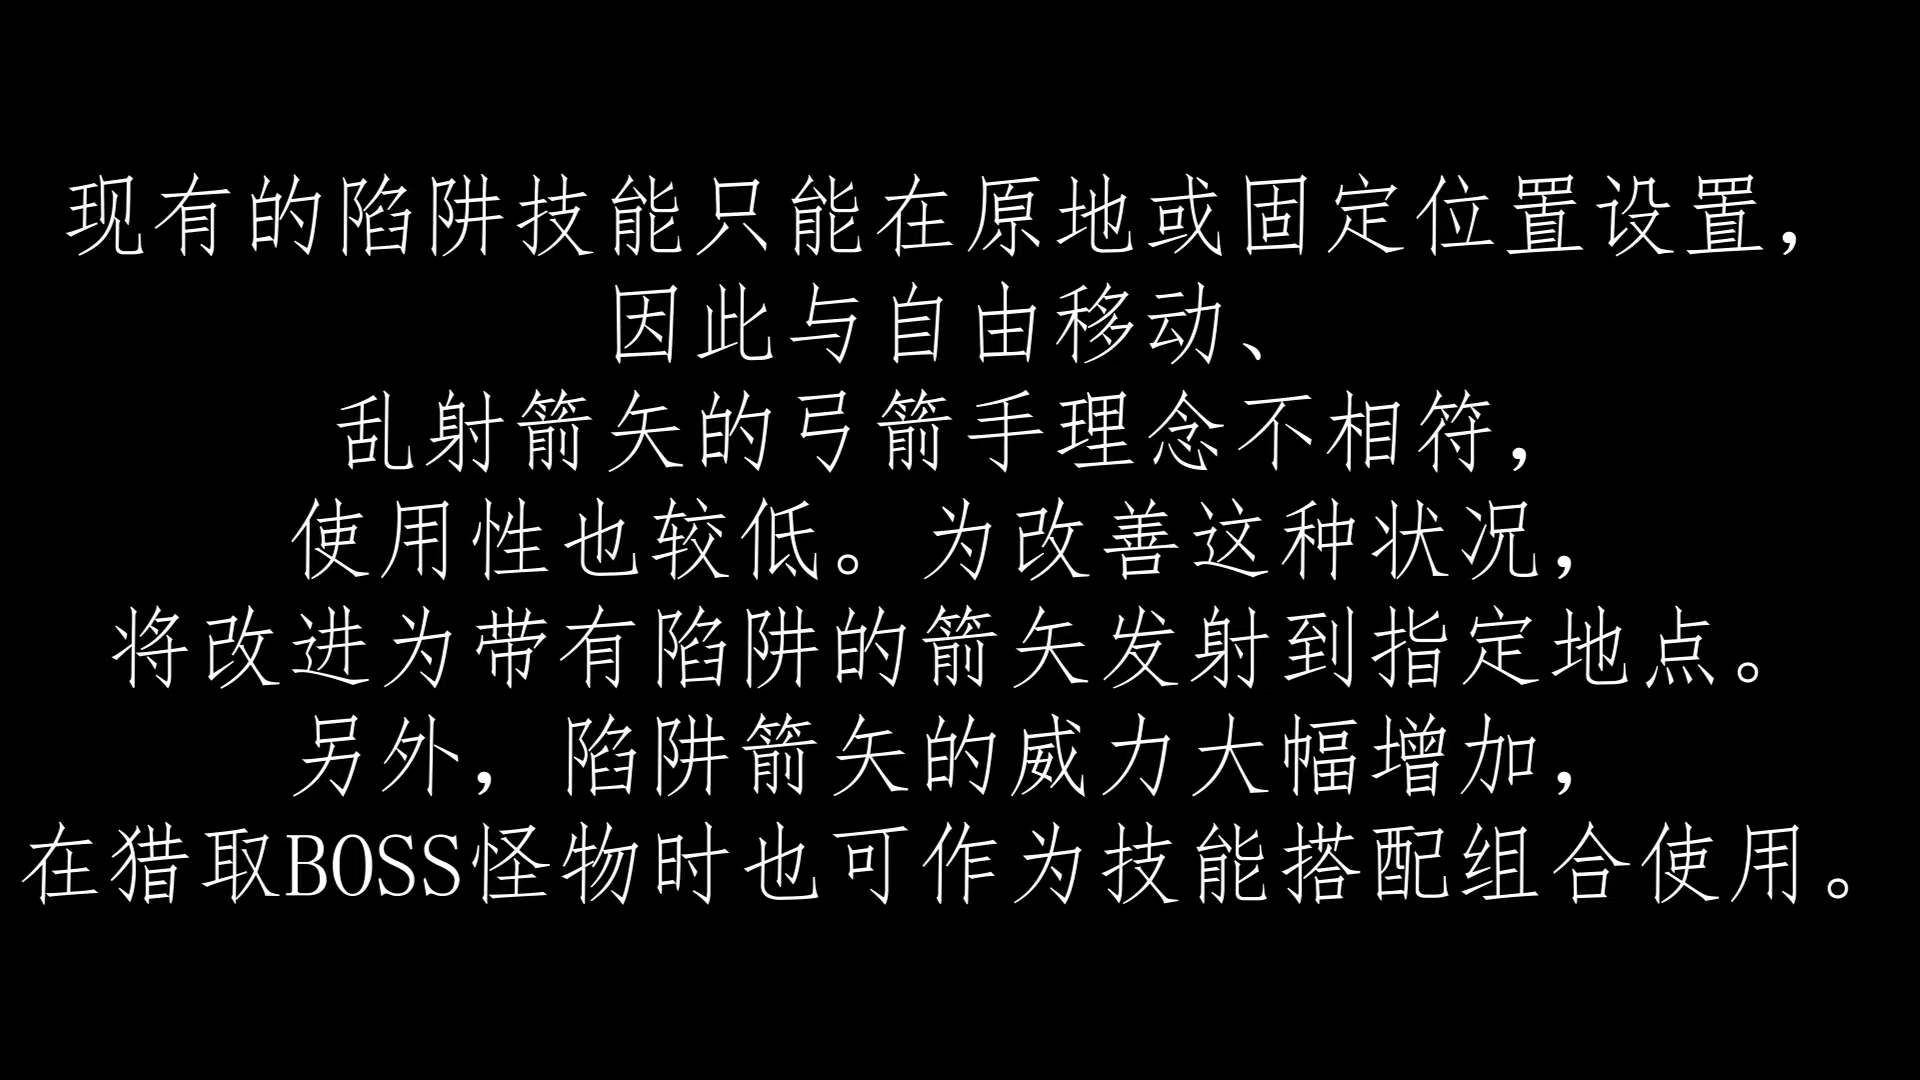 现有的陷阱技能只能在原地或固定位置设置，
因此与自由移动、
乱射箭矢的弓箭手理念不相符，
使用性也较低。为改善这种状况，
将改进为带有陷阱的箭矢发射到指定地点。
另外，陷阱箭矢的威力大幅增加，
在猎取BOSS怪物时也可作为技能搭配组合使用。